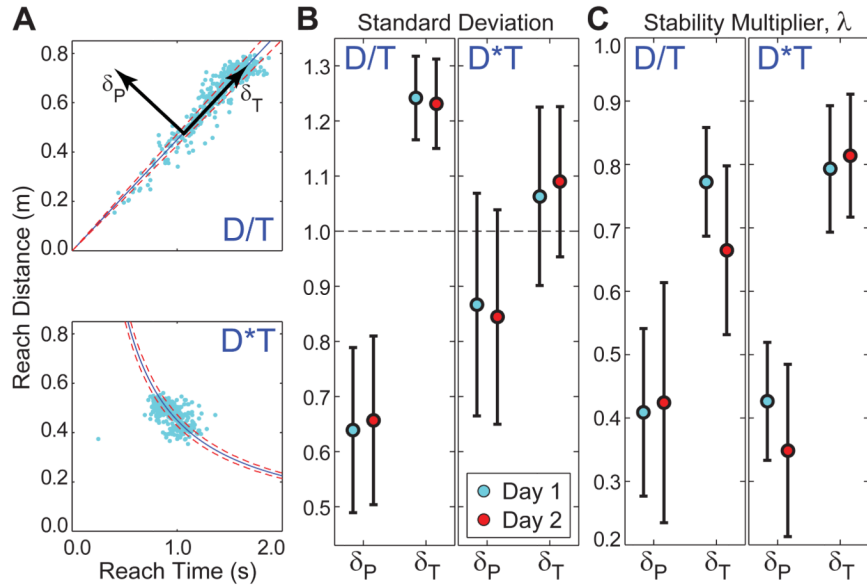 A
0.8
0.6
0.4
0.2
0.0
δP
δT
D/T
Reach Distance (m)
D*T
0.8
0.6
0.4
0.2
0.0
0.0 1.0 2.0
Reach Time (s)
B
Standard Deviation
D/T
D*T
1.3
1.2
1.1
1.0
0.9
0.8
0.7
0.6
0.5
Day 1
Day 2
δP δT δP δT
C
Stability Multiplier, λ
D/T
D*T
1.0
0.9
0.8
0.7
0.6
0.5
0.4
0.3
0.2
δP δT δP δT